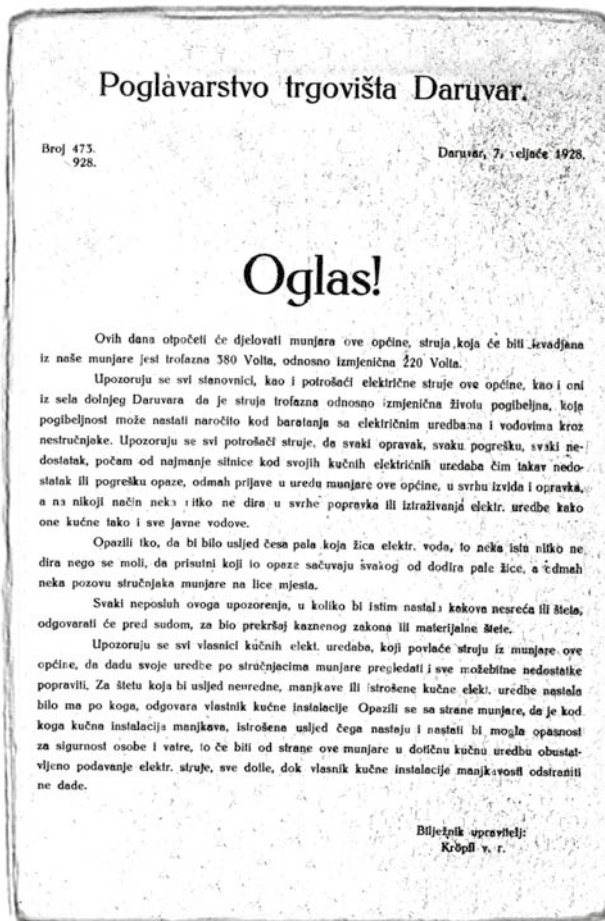 Poglavarstvo trgovišta Daruvar.
Broj 473.
928.
Daruvar, 7. veljače 1928.
Oglas!
Ovih dana otpočeti će djelovati munjara ove općine, struja koja će biti izvadjana
iz naše munjare jest trofazna 380 Volta, odnosno izmjenična 220 Volta.
Upozoruju se svi stanovnici, kao i potrošači električne struje ove općine, kao i oni
iz sela dolnjeg Daruvara da je struja trofazna odnosno izmjenična životu pogibeljna, koja
pogibeljnost može nastati naročito kod baratanja sa električnim uredbama i vodovima kroz
nestručnjake. Upozoruju se svi potrošači struje, da svaki opravak, svaku pogrešku, svaki ne-
dostatak, počam od najmanje sitnice kod svojih kućnih električnih uredaba čim takav nedo-
statak ili pogrešku opaze, odmah prijave u uredu munjare ove općine, u svrhu izvida i opravka,
a na nikoji način neka nitko ne dira u svrhe popravka ili iztraživanja elektr. uredbe kako
one kućne tako i sve javne vodove.
Opazili tko, da bi bilo usljed česa pala koja žica elektr. voda, to neka istu nitko ne
dira nego se moli, da prisutni koji to opaze sačuvaju svakog od dodira pale žice, a odmah
neka pozovu stručnjaka munjare na lice mjesta.
Svaki neposluh ovoga upozorenja, u koliko bi istim nastala kakova nesreća ili šteta,
odgovarati će pred sudom, za bio prekršaj kaznenog zakona ili materijalne štete.
Upozoruju se svi vlasnici kućnih elekt. uredaba, koji povlače struju iz munjare ove
općine, da dadu svoje uredbe po stručnjacima munjare pregledati i sve možebitne nedostatke
popraviti. Za štetu koja bi usljed neuredne, manjkave ili istrošene kućne elekt. uredbe nastala
bilo ma po koga, odgovara vlastnik kućne instalacije Opazili se sa strane munjare, da je kod
koga kućna instalacija manjkava, istrošena usljed čega nastaju i nastati bi mogla opasnost
za sigurnost osobe i vatre, to će biti od strane ove munjare u dotičnu kućnu uredbu obustat-
vljeno podavanje elektr. struje, sve dotle, dok vlasnik kućne instalacije manjkavosti odstraniti
ne dade.
Bilježnik upravitelj:
Kröpfl v. r.